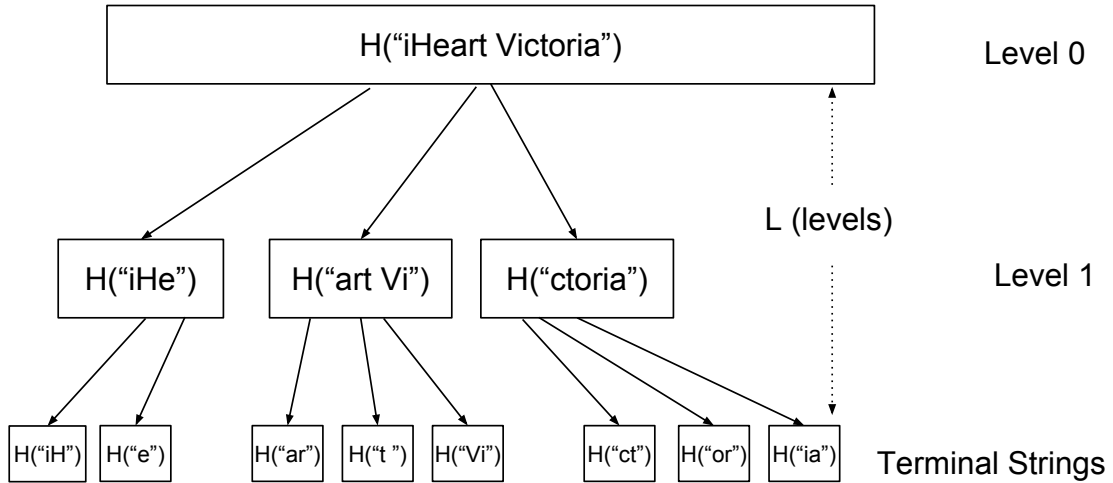 H(“iHeart Victoria”)
Level 0
L (levels)
H(“iHe”)
H(“art Vi”)
H(“ctoria”)
Level 1
H(“iH”)
H(“e”)
H(“ar”)
H(“t ”)
H(“Vi”)
H(“ct”)
H(“or”)
H(“ia”)
Terminal Strings